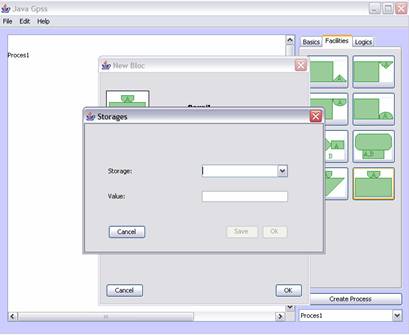 Java Gpss
File Edit Help
Basics Facilities Logics
Proces1
New Bloc
Storages
Storage:
Value:
Cancel Save Ok
Cancel OK
Create Process
Proces1